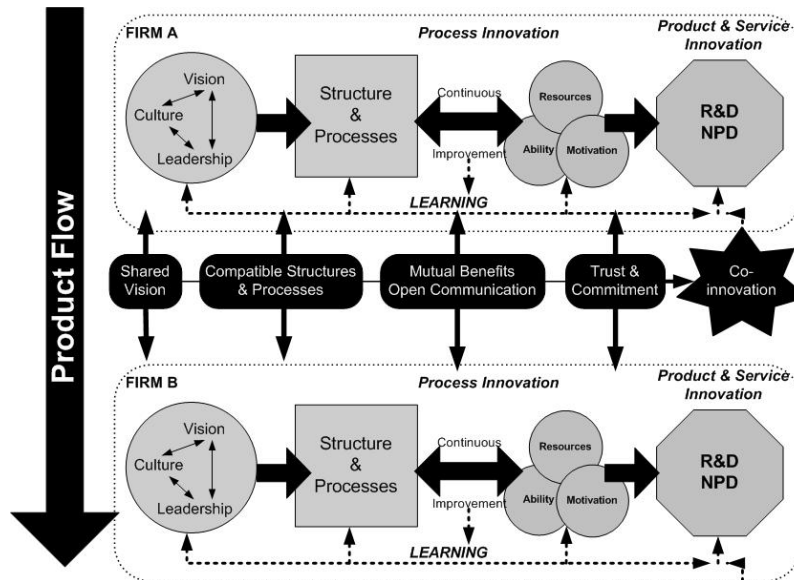 Product Flow
FIRM A
Process Innovation
Product & Service
Innovation
Vision
Culture
Leadership
Structure
&
Processes
Continuous
Improvement
Resources
Ability
Motivation
R&D
NPD
LEARNING
Shared
Vision
Compatible Structures
& Processes
Mutual Benefits
Open Communication
Trust &
Commitment
Co-
innovation
FIRM B
Process Innovation
Product & Service
Innovation
Vision
Culture
Leadership
Structure
&
Processes
Continuous
Improvement
Resources
Ability
Motivation
R&D
NPD
LEARNING